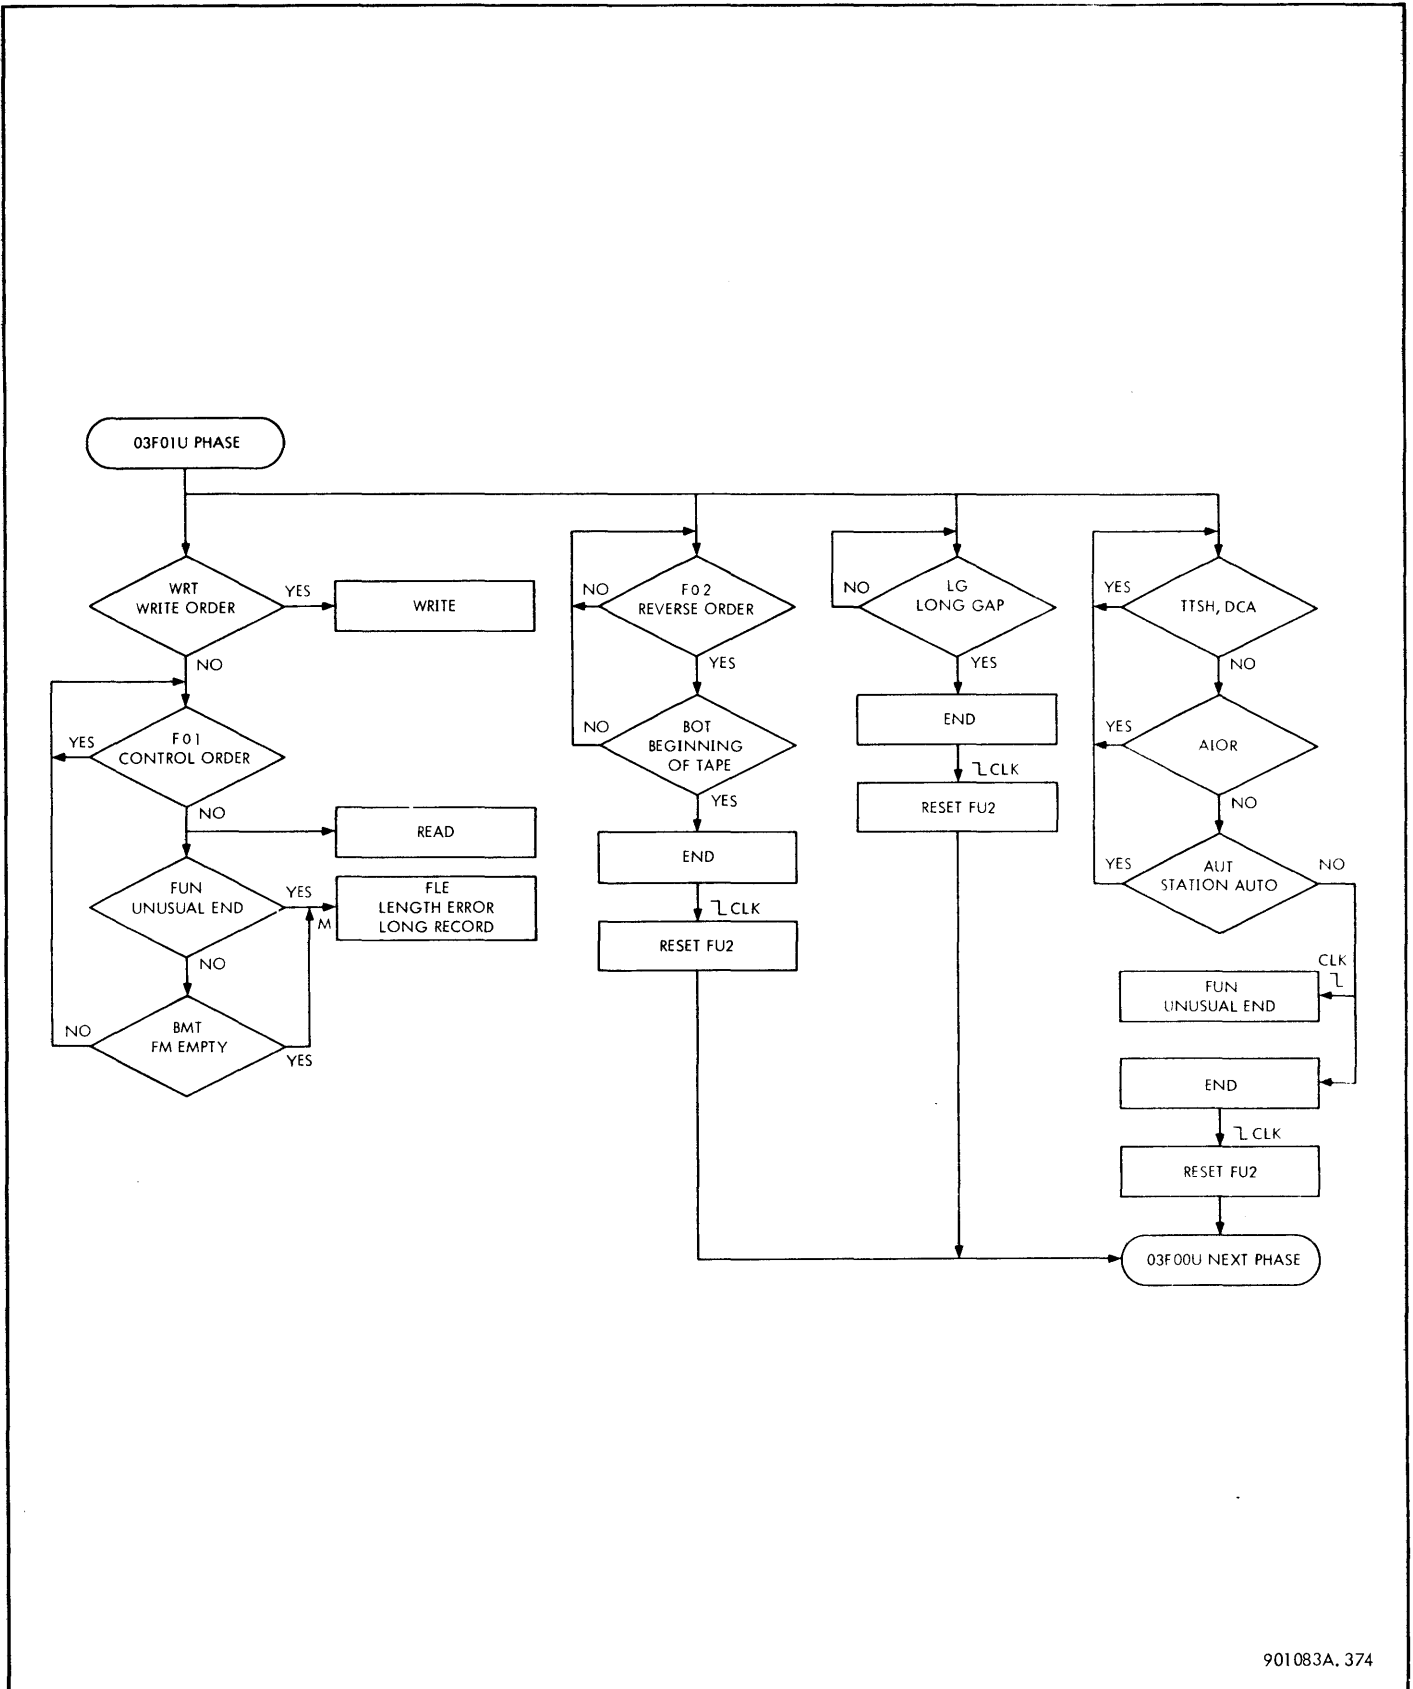 03F01U PHASE
WRT
WRITE ORDER
YES
WRITE
NO
F01
CONTROL ORDER
YES
NO
READ
FUN
UNUSUAL END
YES
M
FLE
LENGTH ERROR
LONG RECORD
NO
BMT
FM EMPTY
NO
YES
F02
REVERSE ORDER
NO
YES
BOT
BEGINNING
OF TAPE
NO
YES
END
CLK
RESET FU2
LG
LONG GAP
NO
YES
END
CLK
RESET FU2
TTSH, DCA
YES
NO
AIOR
YES
NO
AUT
STATION AUTO
YES
NO
CLK
FUN
UNUSUAL END
END
CLK
RESET FU2
03F00U NEXT PHASE
901083A. 374